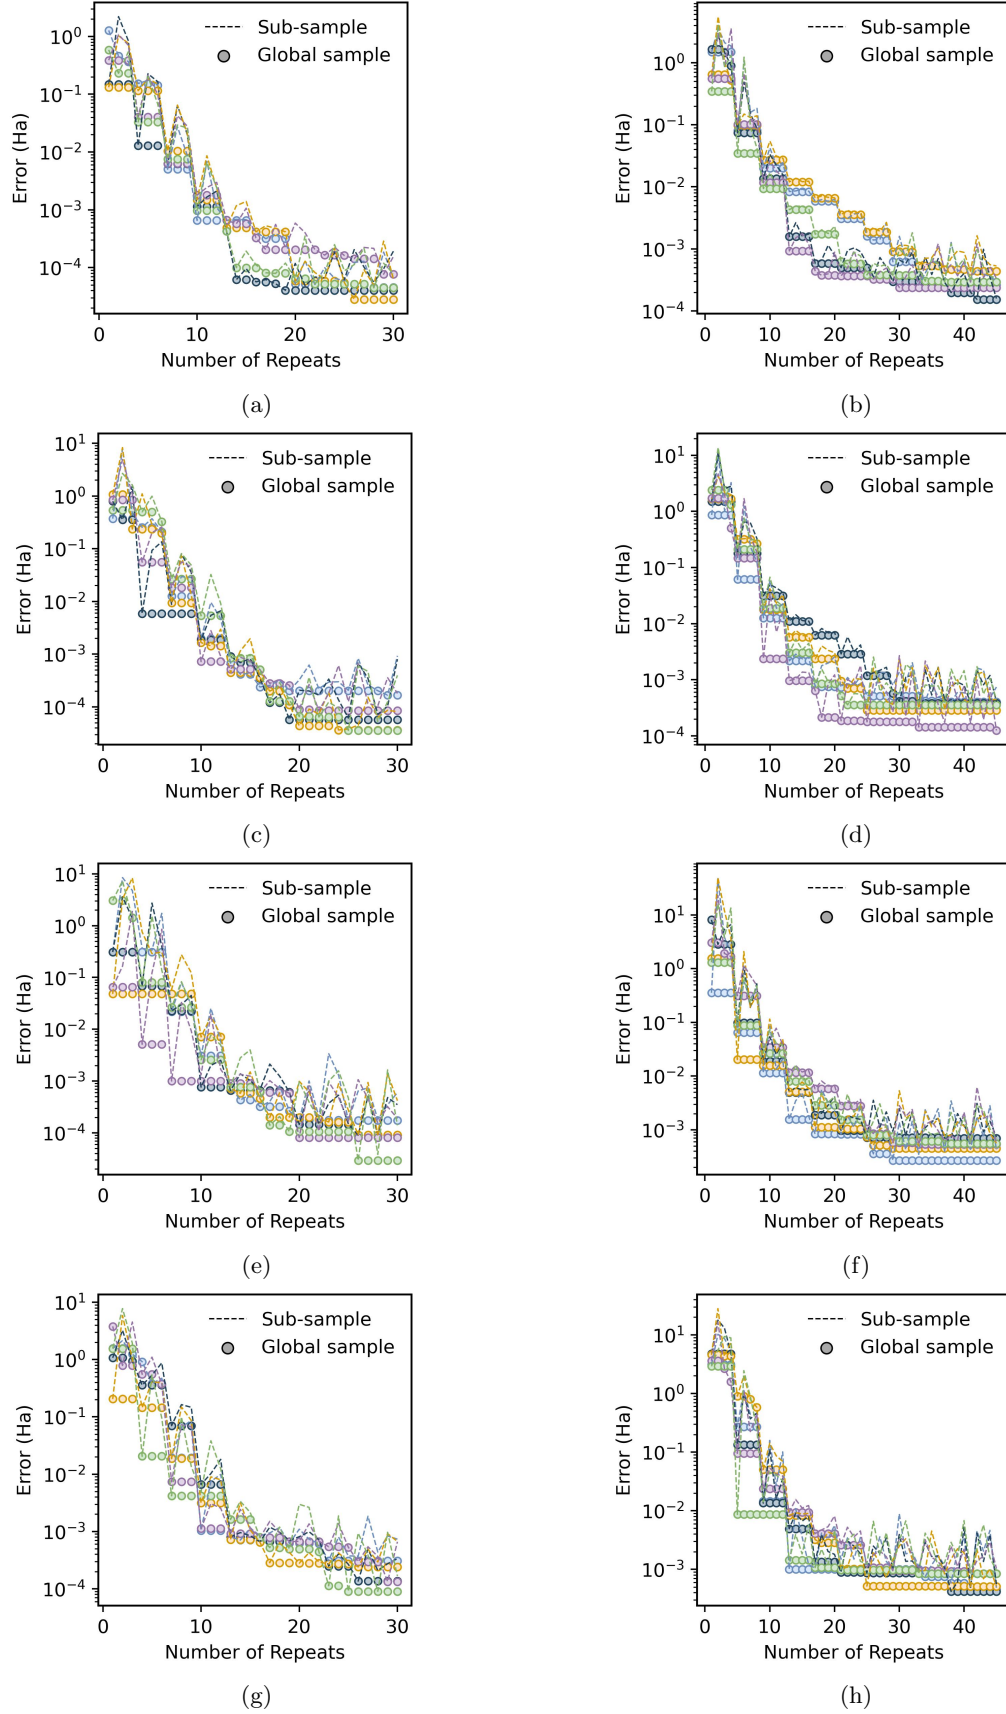 10^0
10^-1
10^-2
10^-3
10^-4
Error (Ha)
Sub-sample
Global sample
0 10 20 30
Number of Repeats
(a)
10^0
10^-1
10^-2
10^-3
10^-4
Error (Ha)
Sub-sample
Global sample
0 10 20 30 40
Number of Repeats
(b)
10^1
10^0
10^-1
10^-2
10^-3
10^-4
Error (Ha)
Sub-sample
Global sample
0 10 20 30
Number of Repeats
(c)
10^1
10^0
10^-1
10^-2
10^-3
10^-4
Error (Ha)
Sub-sample
Global sample
0 10 20 30 40
Number of Repeats
(d)
10^1
10^0
10^-1
10^-2
10^-3
10^-4
Error (Ha)
Sub-sample
Global sample
0 10 20 30
Number of Repeats
(e)
10^1
10^0
10^-1
10^-2
10^-3
Error (Ha)
Sub-sample
Global sample
0 10 20 30 40
Number of Repeats
(f)
10^1
10^0
10^-1
10^-2
10^-3
10^-4
Error (Ha)
Sub-sample
Global sample
0 10 20 30
Number of Repeats
(g)
10^1
10^0
10^-1
10^-2
10^-3
Error (Ha)
Sub-sample
Global sample
0 10 20 30 40
Number of Repeats
(h)